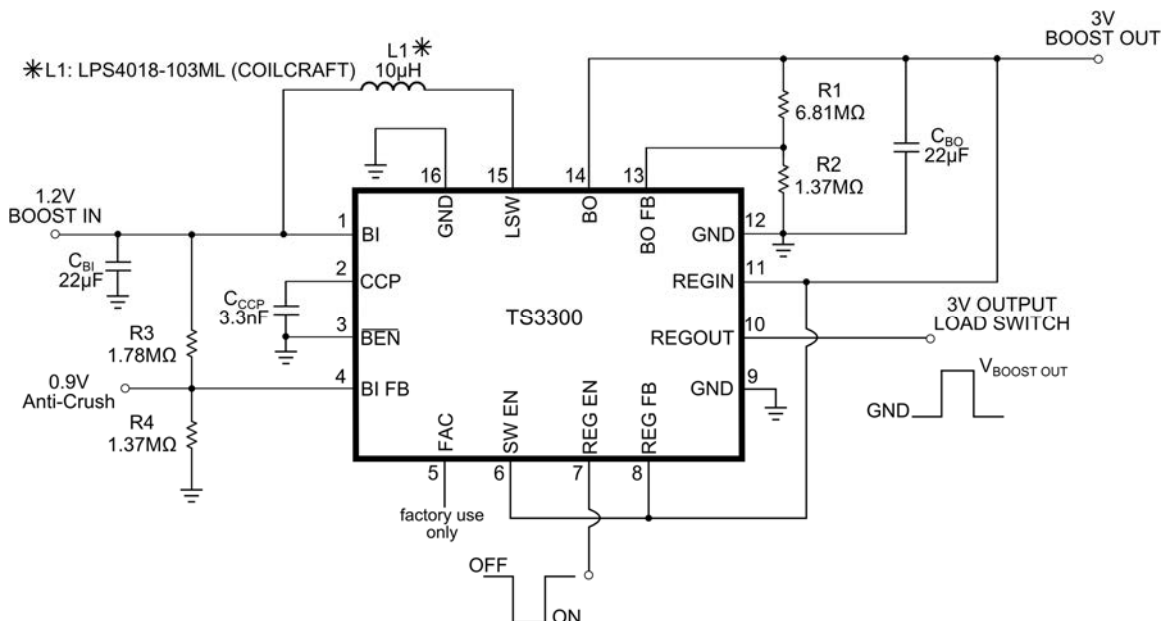 3V
BOOST OUT
✳L1: LPS4018-103ML (COILCRAFT)
L1✳
10µH
R1
6.81MΩ
CBO
22µF
R2
1.37MΩ
16
15
14
13
GND
LSW
BO
BO FB
1.2V
BOOST IN
1
BI
GND
12
CBI
22µF
2
CCP
REGIN
11
CCCP
3.3nF
TS3300
3V OUTPUT
LOAD SWITCH
3
BEN
REGOUT
10
R3
1.78MΩ
0.9V
Anti-Crush
4
BI FB
GND
9
VBOOST OUT
GND
R4
1.37MΩ
FAC
SW EN
REG EN
REG FB
5
6
7
8
factory use
only
OFF
ON